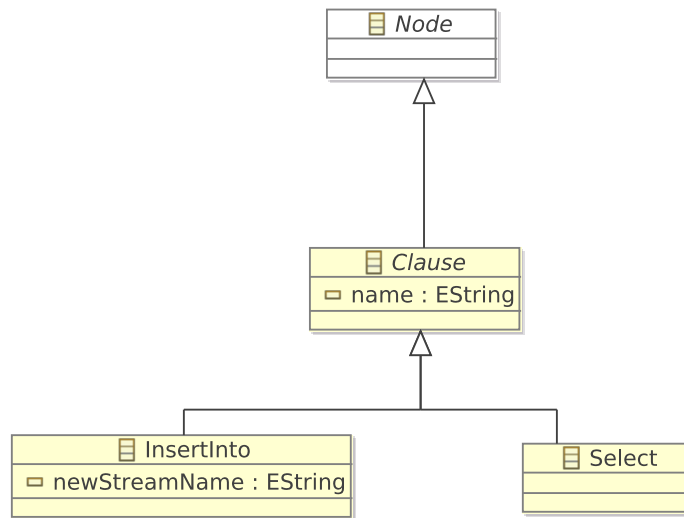 Node
Clause
name : EString
InsertInto
newStreamName : EString
Select